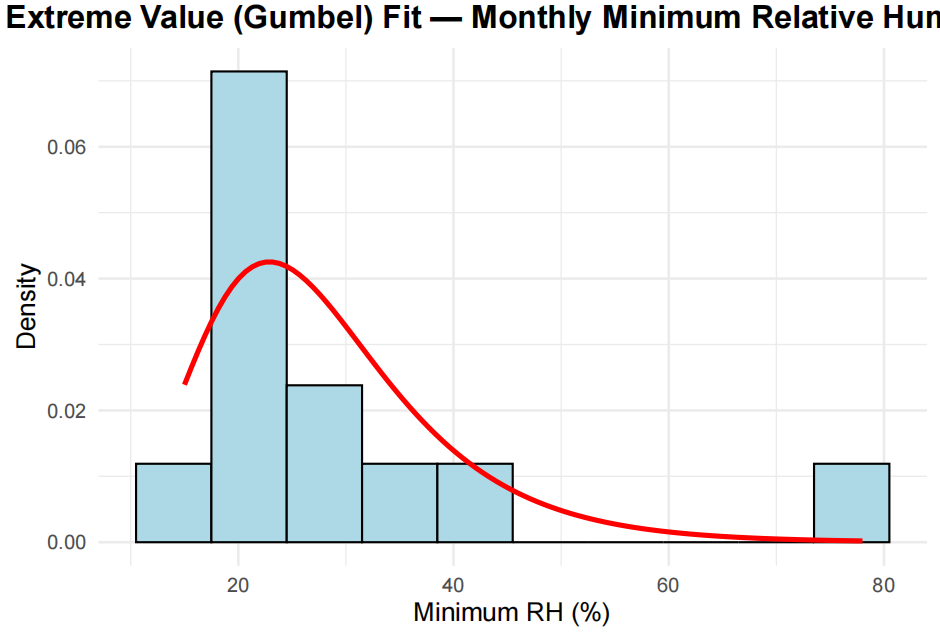 Extreme Value (Gumbel) Fit — Monthly Minimum Relative Hun
0.06
0.04
0.02
0.00
Density
20 40 60 80
Minimum RH (%)